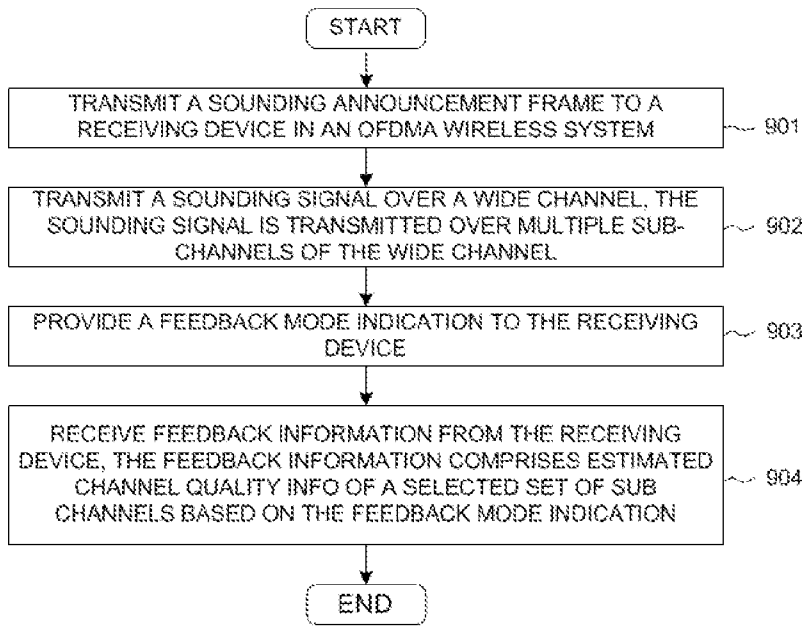 START
TRANSMIT A SOUNDING ANNOUNCEMENT FRAME TO A
RECEIVING DEVICE IN AN OFDMA WIRELESS SYSTEM
901
TRANSMIT A SOUNDING SIGNAL OVER A WIDE CHANNEL, THE
SOUNDING SIGNAL IS TRANSMITTED OVER MULTIPLE SUB-
CHANNELS OF THE WIDE CHANNEL
902
PROVIDE A FEEDBACK MODE INDICATION TO THE RECEIVING
DEVICE
903
RECEIVE FEEDBACK INFORMATION FROM THE RECEIVING
DEVICE, THE FEEDBACK INFORMATION COMPRISES ESTIMATED
CHANNEL QUALITY INFO OF A SELECTED SET OF SUB
CHANNELS BASED ON THE FEEDBACK MODE INDICATION
904
END